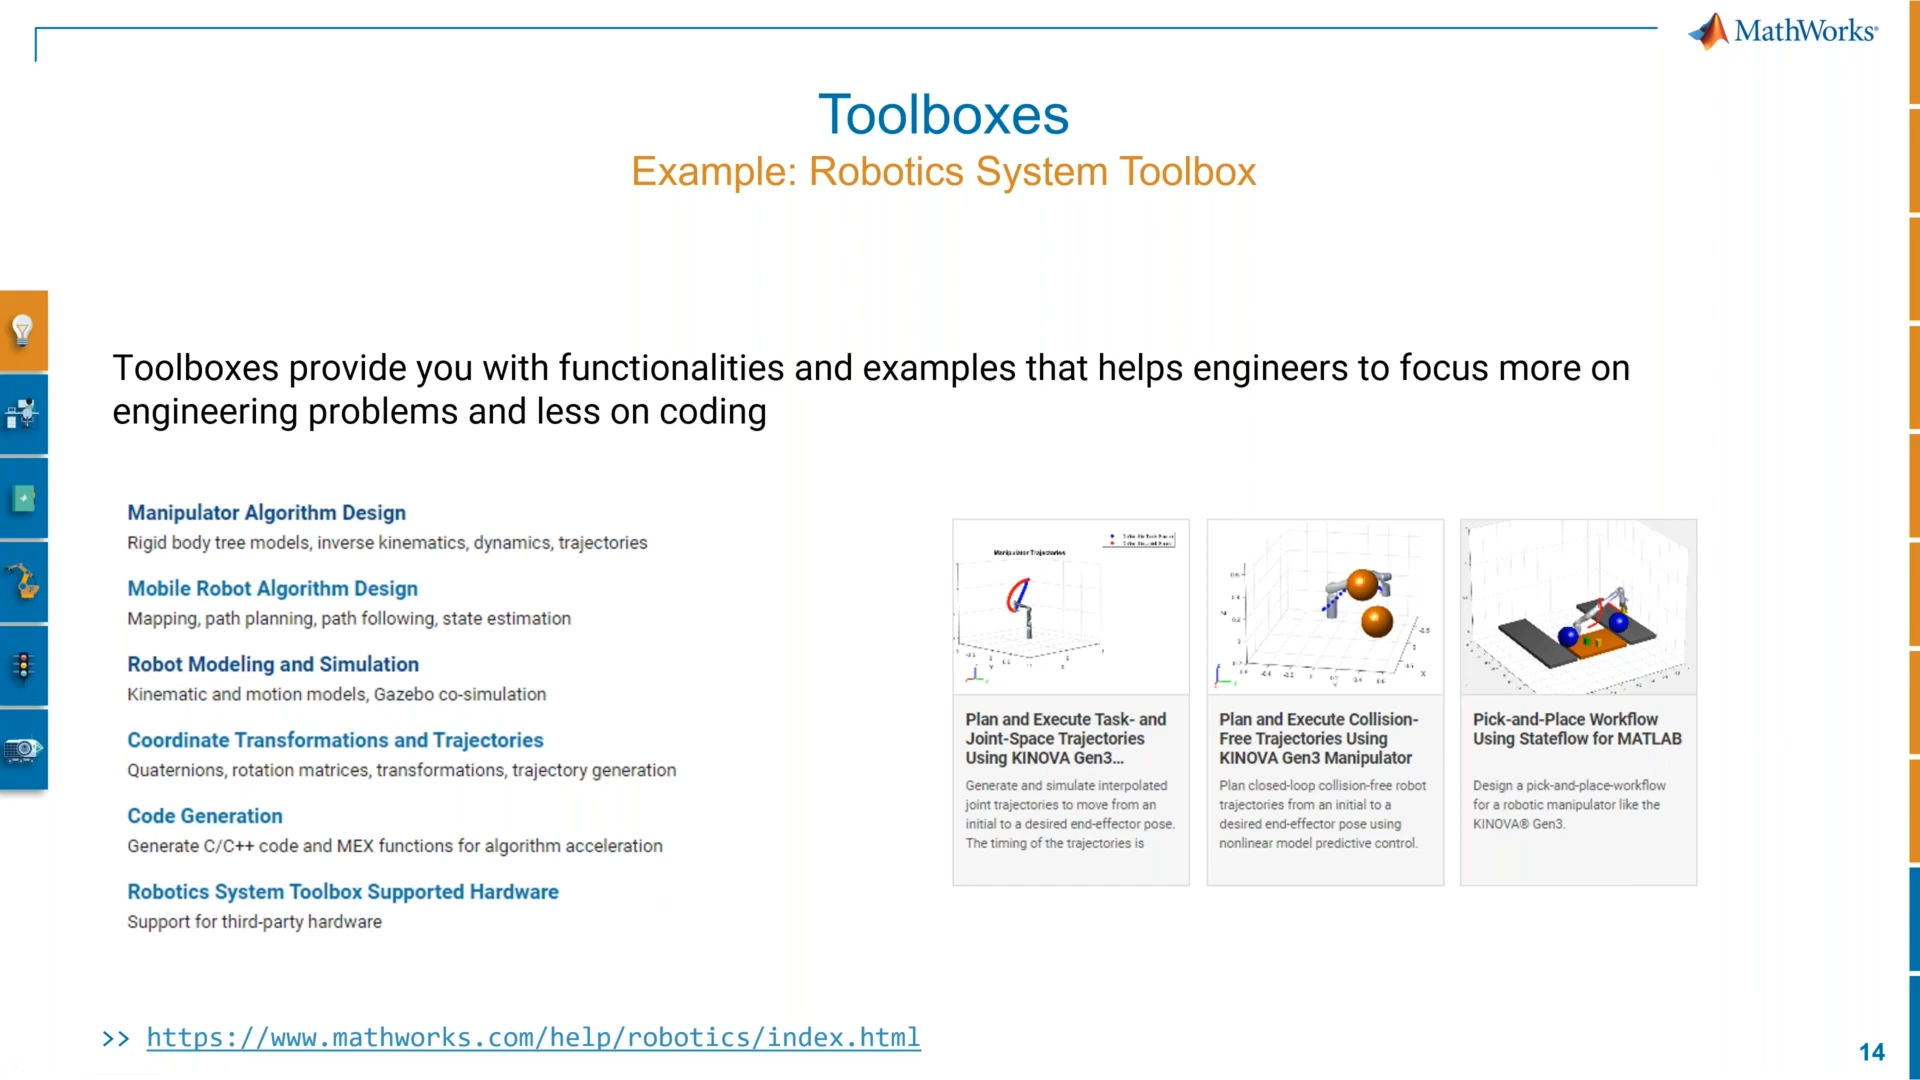 MathWorks®
Toolboxes
Example: Robotics System Toolbox
Toolboxes provide you with functionalities and examples that helps engineers to focus more on
engineering problems and less on coding
Manipulator Algorithm Design
Rigid body tree models, inverse kinematics, dynamics, trajectories
Mobile Robot Algorithm Design
Mapping, path planning, path following, state estimation
Robot Modeling and Simulation
Kinematic and motion models, Gazebo co-simulation
Coordinate Transformations and Trajectories
Quaternions, rotation matrices, transformations, trajectory generation
Code Generation
Generate C/C++ code and MEX functions for algorithm acceleration
Robotics System Toolbox Supported Hardware
Support for third-party hardware
Manipulator Trajectories
Plan and Execute Task- and
Joint-Space Trajectories
Using KINOVA Gen3...
Generate and simulate interpolated
joint trajectories to move from an
initial to a desired end-effector pose.
The timing of the trajectories is
Plan and Execute Collision-
Free Trajectories Using
KINOVA Gen3 Manipulator
Plan closed-loop collision-free robot
trajectories from an initial to a
desired end-effector pose using
nonlinear model predictive control.
Pick-and-Place Workflow
Using Stateflow for MATLAB
Design a pick-and-place-workflow
for a robotic manipulator like the
KINOVA® Gen3.
>> https://www.mathworks.com/help/robotics/index.html
14